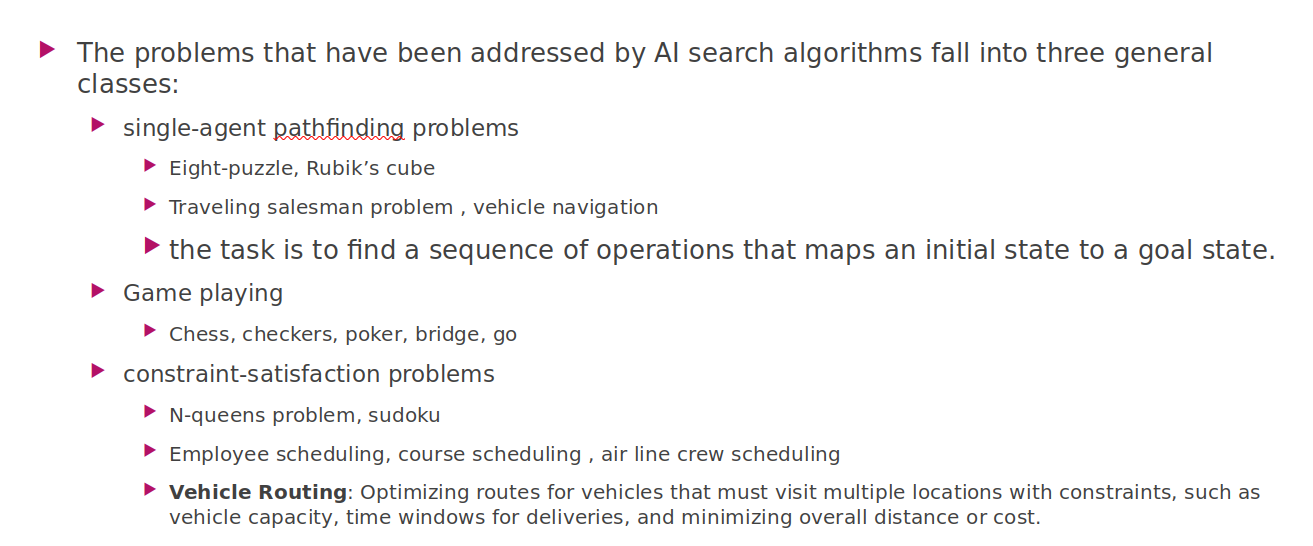 The problems that have been addressed by AI search algorithms fall into three general
classes:
single-agent pathfinding problems
Eight-puzzle, Rubik’s cube
Traveling salesman problem , vehicle navigation
the task is to find a sequence of operations that maps an initial state to a goal state.
Game playing
Chess, checkers, poker, bridge, go
constraint-satisfaction problems
N-queens problem, sudoku
Employee scheduling, course scheduling , air line crew scheduling
Vehicle Routing: Optimizing routes for vehicles that must visit multiple locations with constraints, such as
vehicle capacity, time windows for deliveries, and minimizing overall distance or cost.